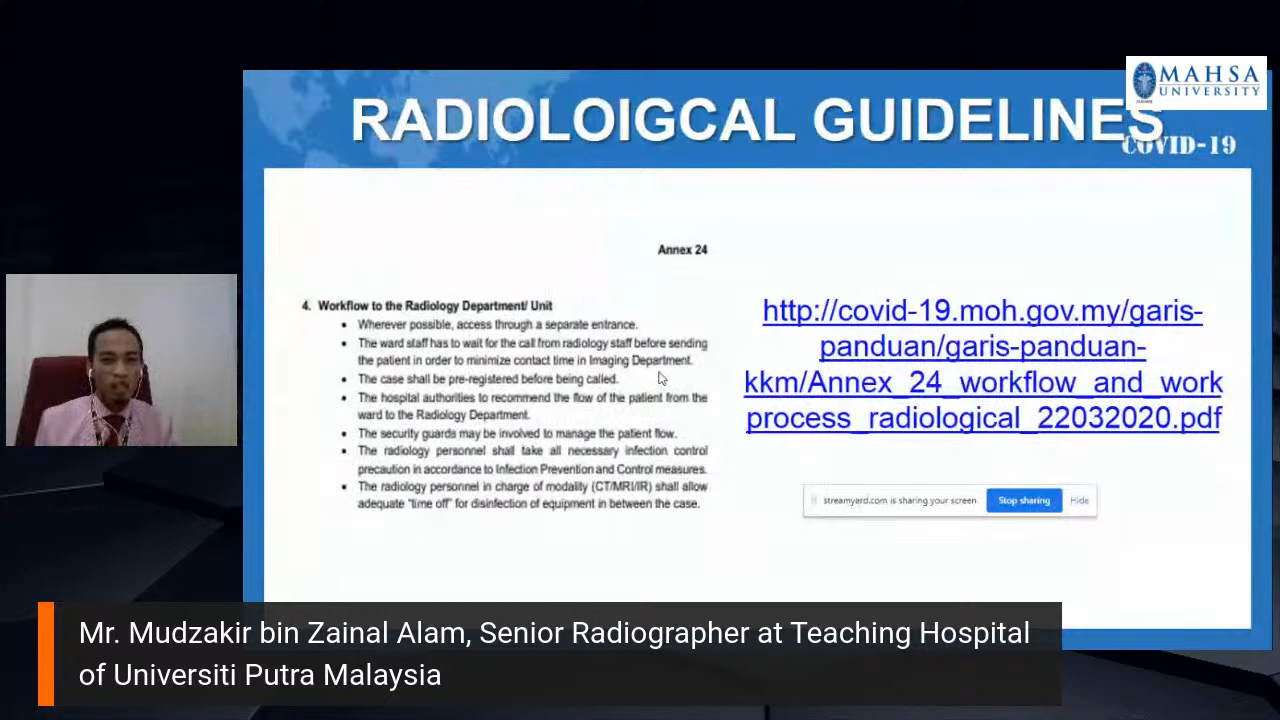 MAHSA
UNIVERSITY
RADIOLOIGCAL GUIDELINES
COVID-19
Annex 24
4. Workflow to the Radiology Department/ Unit
• Wherever possible, access through a separate entrance.
• The ward staff has to wait for the call from radiology staff before sending
the patient in order to minimize contact time in Imaging Department.
• The case shall be pre-registered before being called.
• The hospital authorities to recommend the flow of the patient from the
ward to the Radiology Department.
• The security guards may be involved to manage the patient flow.
• The radiology personnel shall take all necessary infection control
precaution in accordance to Infection Prevention and Control measures.
• The radiology personnel in charge of modality (CT/MRI/IR) shall allow
adequate "time off" for disinfection of equipment in between the case.
http://covid-19.moh.gov.my/garis-
panduan/garis-panduan-
kkm/Annex_24_workflow_and_work
process_radiological_22032020.pdf
streamyard.com is sharing your screen.
Stop sharing
Hide
Mr. Mudzakir bin Zainal Alam, Senior Radiographer at Teaching Hospital
of Universiti Putra Malaysia